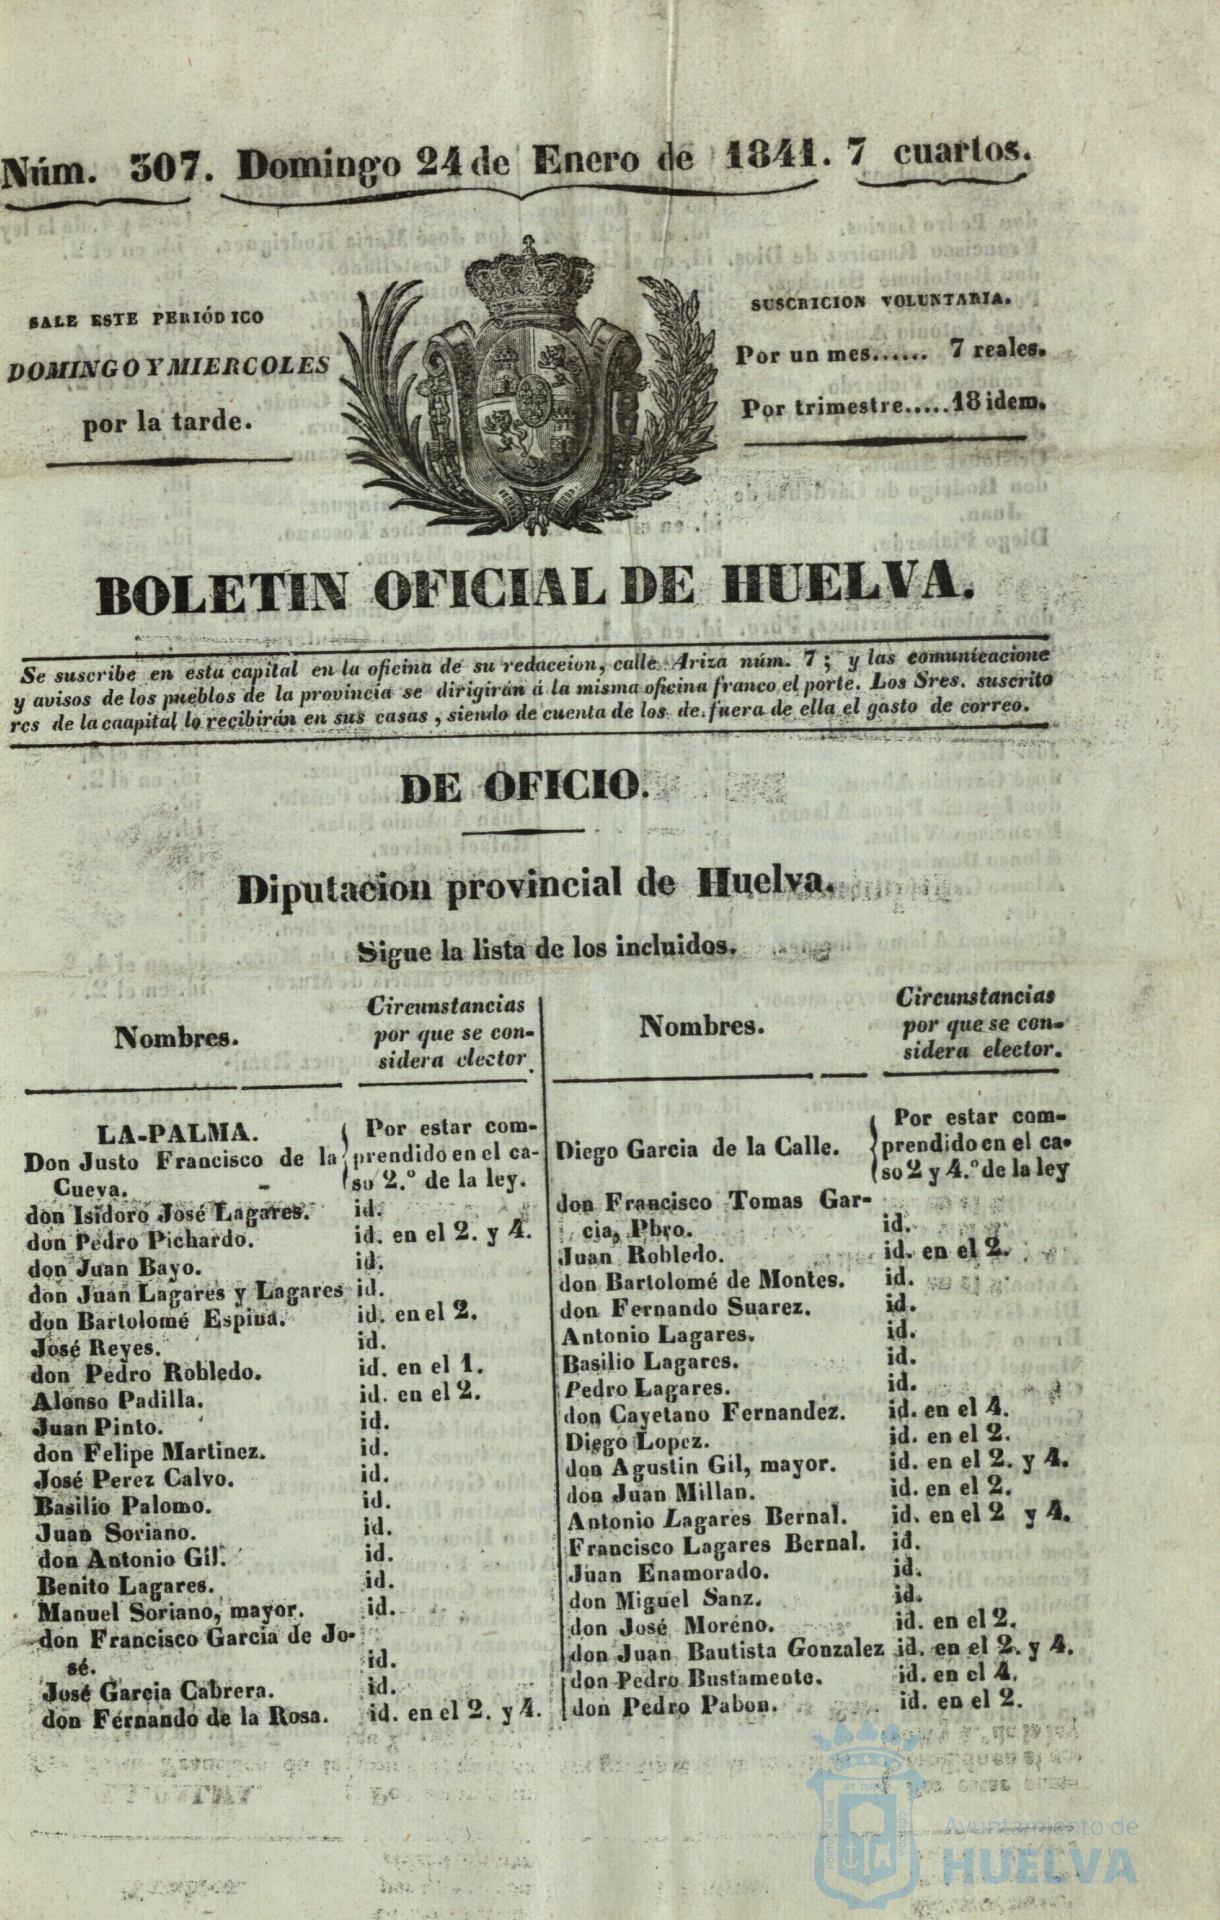 Núm. 307. Domingo 24 de Enero de 1841. 7 cuartos.
SALE ESTE PERIÓDICO
DOMINGO Y MIERCOLES
por la tarde.
SUSCRICION VOLUNTARIA.
Por un mes...... 7 reales.
Por trimestre.....18 idem.
BOLETIN OFICIAL DE HUELVA.
Se suscribe en esta capital en la oficina de su redaccion, calle Ariza núm. 7; y las comunicacione
y avisos de los pueblos de la provincia se dirigirán á la misma oficina franco el porte. Los Sres. suscrito
res de la caapital lo recibirán en sus casas, siendo de cuenta de los de fuera de ella el gasto de correo.
DE OFICIO.
Diputacion provincial de Huelva.
Sigue la lista de los incluidos.
Nombres.
Circunstancias
por que se con-
sidera elector.
LA-PALMA.
Don Justo Francisco de la
Cueva.
Por estar com-
prendido en el ca-
so 2.º de la ley.
don Isidoro José Lagares. id.
don Pedro Pichardo. id. en el 2. y 4.
don Juan Bayo. id.
don Juan Lagares y Lagares id.
don Bartolomé Espina. id. en el 2.
José Reyes. id.
don Pedro Robledo. id. en el 1.
Alonso Padilla. id. en el 2.
Juan Pinto. id.
don Felipe Martinez. id.
José Perez Calvo. id.
Basilio Palomo. id.
Juan Soriano. id.
don Antonio Gil. id.
Benito Lagares. id.
Manuel Soriano, mayor. id.
don Francisco Garcia de Jo-
sé. id.
José Garcia Cabrera. id.
don Fernando de la Rosa. id. en el 2. y 4.
Nombres.
Circunstancias
por que se con-
sidera elector.
Diego Garcia de la Calle.
Por estar com-
prendido en el ca-
so 2 y 4.º de la ley
don Francisco Tomas Gar-
cia, Pbro. id.
Juan Robledo. id. en el 2.
don Bartolomé de Montes. id.
don Fernando Suarez. id.
Antonio Lagares. id.
Basilio Lagares. id.
Pedro Lagares. id.
don Cayetano Fernandez. id. en el 4.
Diego Lopez. id. en el 2.
don Agustin Gil, mayor. id. en el 2. y 4.
don Juan Millan. id. en el 2.
Antonio Lagares Bernal. id. en el 2 y 4.
Francisco Lagares Bernal. id.
Juan Enamorado. id.
don Miguel Sanz. id.
don José Moreno. id. en el 2.
don Juan Bautista Gonzalez id. en el 2. y 4.
don Pedro Bustamente. id. en el 4.
don Pedro Pabon. id. en el 2.
Ayuntamiento de
HUELVA